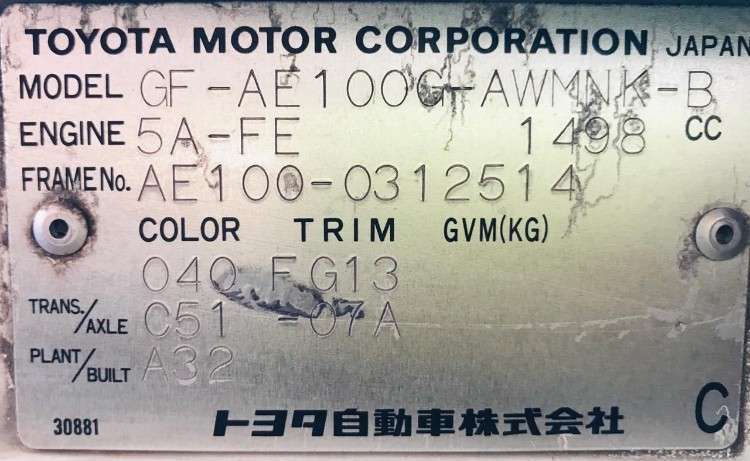 TOYOTA MOTOR CORPORATION JAPAN
MODEL GF-AE100G-AWMNK-B
ENGINE 5A-FE 1498 CC
FRAME No. AE100-0312514
COLOR TRIM GVM(KG)
040 FG13
TRANS./AXLE C51 -07A
PLANT/BUILT A32
30881 トヨタ自動車株式会社 C